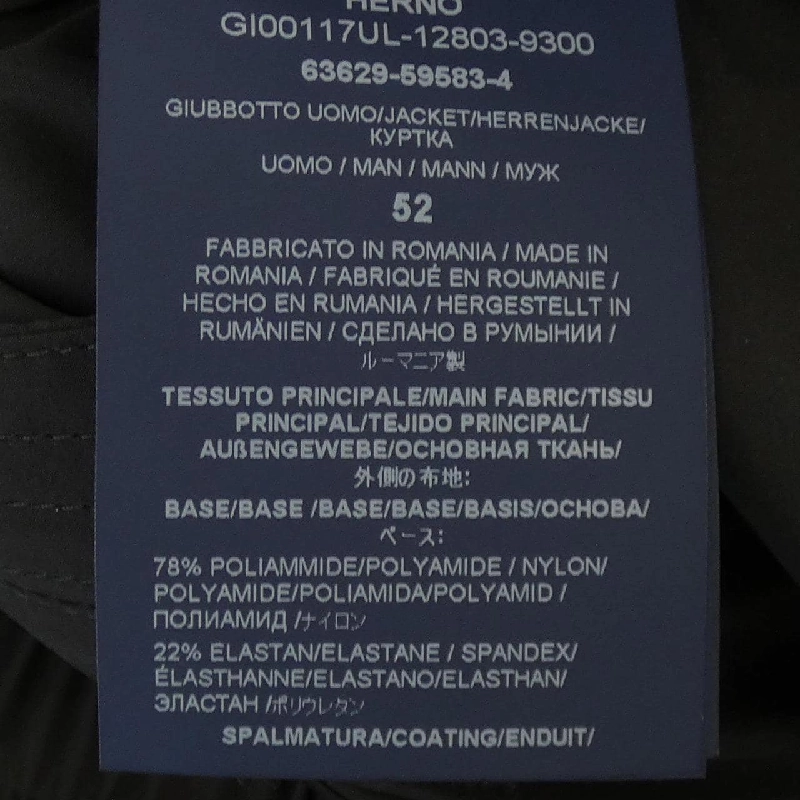 HERNO
GI00117UL-12803-9300
63629-59583-4
GIUBBOTTO UOMO/JACKET/HERRENJACKE/
КУРТКА
UOMO / MAN / MANN / МУЖ
52
FABBRICATO IN ROMANIA / MADE IN
ROMANIA / FABRIQUÉ EN ROUMANIE /
HECHO EN RUMANIA / HERGESTELLT IN
RUMÄNIEN / СДЕЛАНО В РУМЫНИИ /
ルーマニア製
TESSUTO PRINCIPALE/MAIN FABRIC/TISSU
PRINCIPAL/TEJIDO PRINCIPAL/
AUßENGEWEBE/ОСНОВНАЯ ТКАНЬ/
外側の布地:
BASE/BASE /BASE/BASE/BASIS/ОСНОВА/
ベース:
78% POLIAMMIDE/POLYAMIDE / NYLON/
POLYAMIDE/POLIAMIDA/POLYAMID /
ПОЛИАМИД /ナイロン
22% ELASTAN/ELASTANE / SPANDEX/
ÉLASTHANNE/ELASTANO/ELASTHAN/
ЭЛАСТАН /ポリウレタン
SPALMATURA/COATING/ENDUIT/